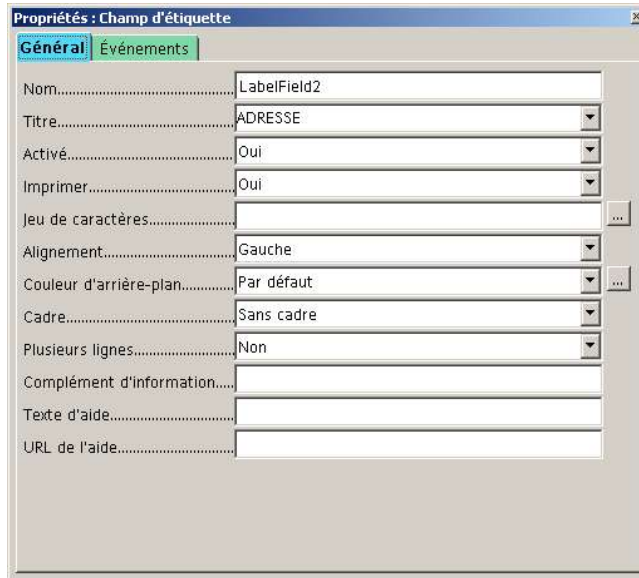 Propriétés : Champ d'étiquette
Général Événements
Nom.......................................... LabelField2
Titre.......................................... ADRESSE
Activé.......................................... Oui
Imprimer.......................................... Oui
Jeu de caractères.................... ...
Alignement.............................. Gauche
Couleur d'arrière-plan............. Par défaut ...
Cadre.......................................... Sans cadre
Plusieurs lignes........................ Non
Complément d'information....
Texte d'aide..............................
URL de l'aide............................